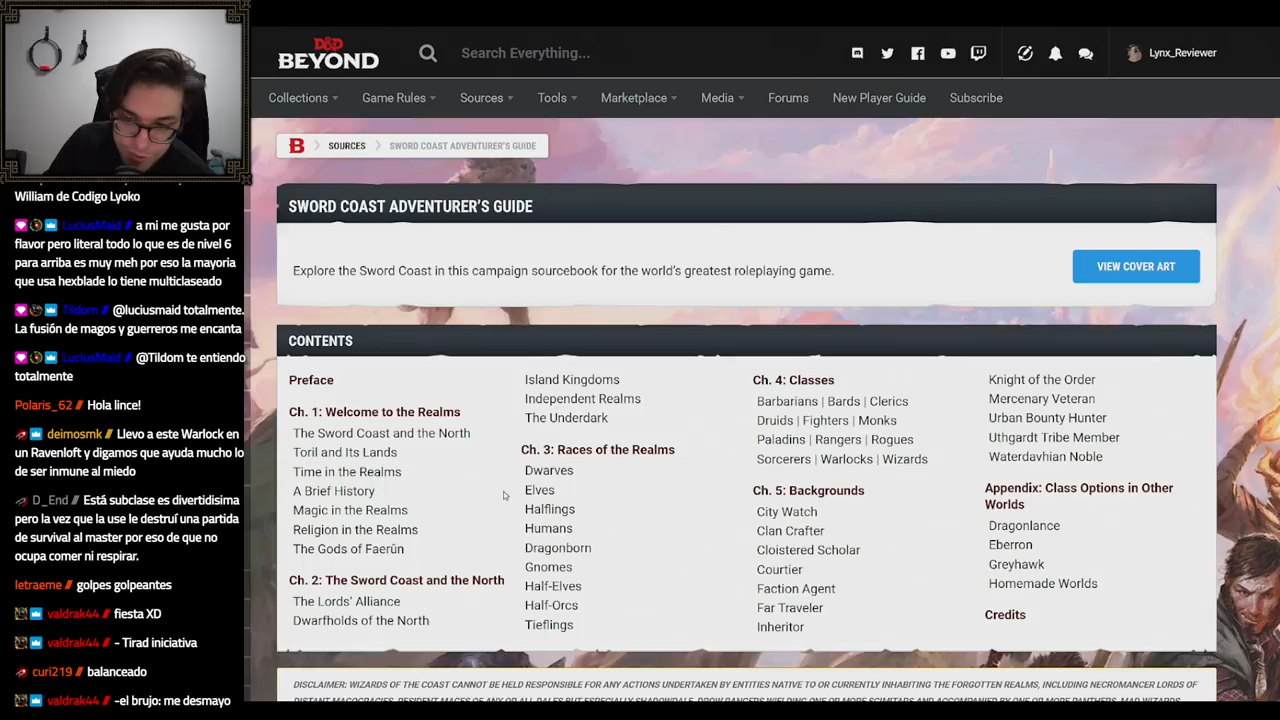 D&D
BEYOND
Search Everything...
Lynx_Reviewer
Collections
Game Rules
Sources
Tools
Marketplace
Media
Forums
New Player Guide
Subscribe
B
SOURCES
SWORD COAST ADVENTURER'S GUIDE
SWORD COAST ADVENTURER'S GUIDE
Explore the Sword Coast in this campaign sourcebook for the world's greatest roleplaying game.
VIEW COVER ART
CONTENTS
Preface
Ch. 1: Welcome to the Realms
The Sword Coast and the North
Toril and Its Lands
Time in the Realms
A Brief History
Magic in the Realms
Religion in the Realms
The Gods of Faerûn
Ch. 2: The Sword Coast and the North
The Lords' Alliance
Dwarfholds of the North
Island Kingdoms
Independent Realms
The Underdark
Ch. 3: Races of the Realms
Dwarves
Elves
Halflings
Humans
Dragonborn
Gnomes
Half-Elves
Half-Orcs
Tieflings
Ch. 4: Classes
Barbarians | Bards | Clerics
Druids | Fighters | Monks
Paladins | Rangers | Rogues
Sorcerers | Warlocks | Wizards
Ch. 5: Backgrounds
City Watch
Clan Crafter
Cloistered Scholar
Courtier
Faction Agent
Far Traveler
Inheritor
Knight of the Order
Mercenary Veteran
Urban Bounty Hunter
Uthgardt Tribe Member
Waterdavhian Noble
Appendix: Class Options in Other
Worlds
Dragonlance
Eberron
Greyhawk
Homemade Worlds
Credits
DISCLAIMER: WIZARDS OF THE COAST CANNOT BE HELD RESPONSIBLE FOR ANY ACTIONS UNDERTAKEN BY ENTITIES NATIVE TO OR CURRENTLY INHABITING THE FORGOTTEN REALMS, INCLUDING NECROMANCER LORDS OF
William de Codigo Lyoko
LuciusMaid // a mi me gusta por
flavor pero literal todo lo que es de nivel 6
para arriba es muy meh por eso la mayoria
que usa hexblade lo tiene multiclaseado
Tildom // @luciusmaid totalmente.
La fusión de magos y guerreros me encanta
LuciusMaid // @Tildom te entiendo
totalmente
Polaris_62 // Hola lince!
deimosmk // Llevo a este Warlock en
un Ravenloft y digamos que ayuda mucho lo
de ser inmune al miedo
D_End // Está subclase es divertidisima
pero la vez que la use le destruí una partida
de survival al master por eso de que no
ocupa comer ni respirar.
letraeme // golpes golpeantes
valdrak44 // fiesta XD
valdrak44 // - Tirad iniciativa
curi219 // balanceado
valdrak44 // -el brujo: me desmayo